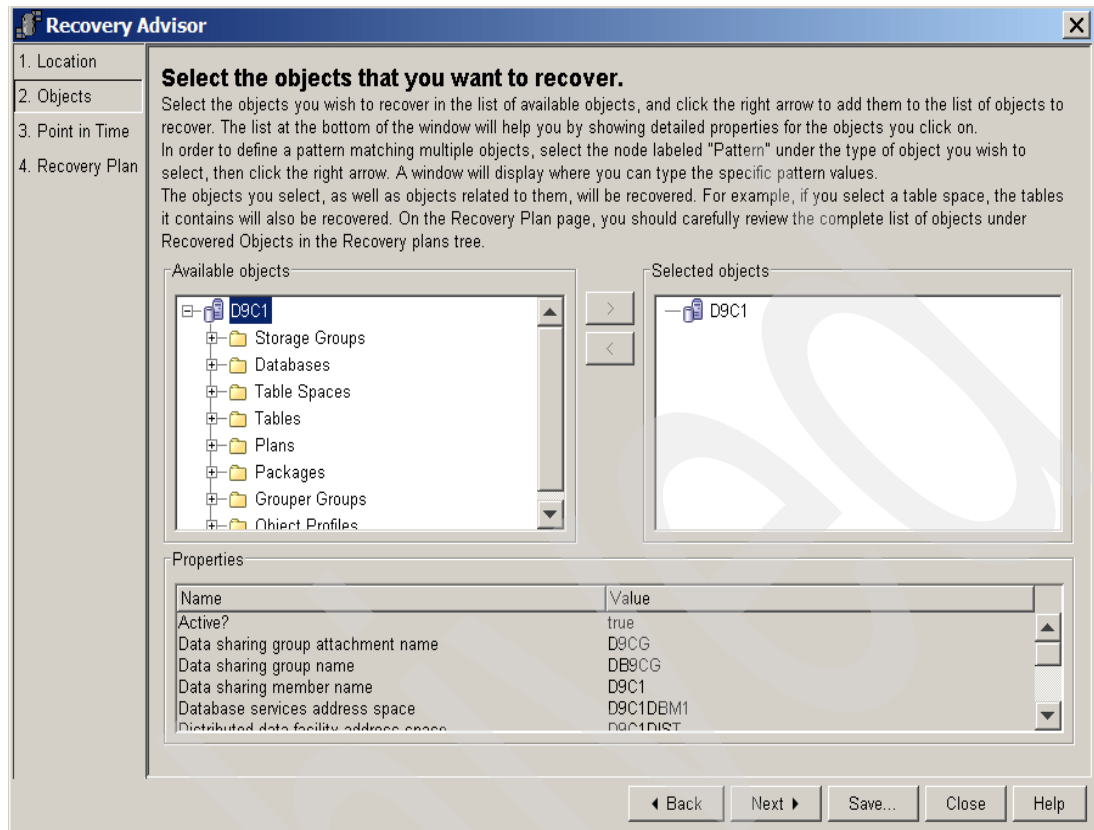 Recovery Advisor
1. Location
2. Objects
3. Point in Time
4. Recovery Plan
Select the objects that you want to recover.
Select the objects you wish to recover in the list of available objects, and click the right arrow to add them to the list of objects to
recover. The list at the bottom of the window will help you by showing detailed properties for the objects you click on.
In order to define a pattern matching multiple objects, select the node labeled "Pattern" under the type of object you wish to
select, then click the right arrow. A window will display where you can type the specific pattern values.
The objects you select, as well as objects related to them, will be recovered. For example, if you select a table space, the tables
it contains will also be recovered. On the Recovery Plan page, you should carefully review the complete list of objects under
Recovered Objects in the Recovery plans tree.
Available objects
D9C1
Storage Groups
Databases
Table Spaces
Tables
Plans
Packages
Grouper Groups
Object Profiles
>
<
Selected objects
D9C1
Properties
Name Value
Active? true
Data sharing group attachment name D9CG
Data sharing group name DB9CG
Data sharing member name D9C1
Database services address space D9C1DBM1
Distributed data facility address space D9C1DIST
Back Next Save... Close Help